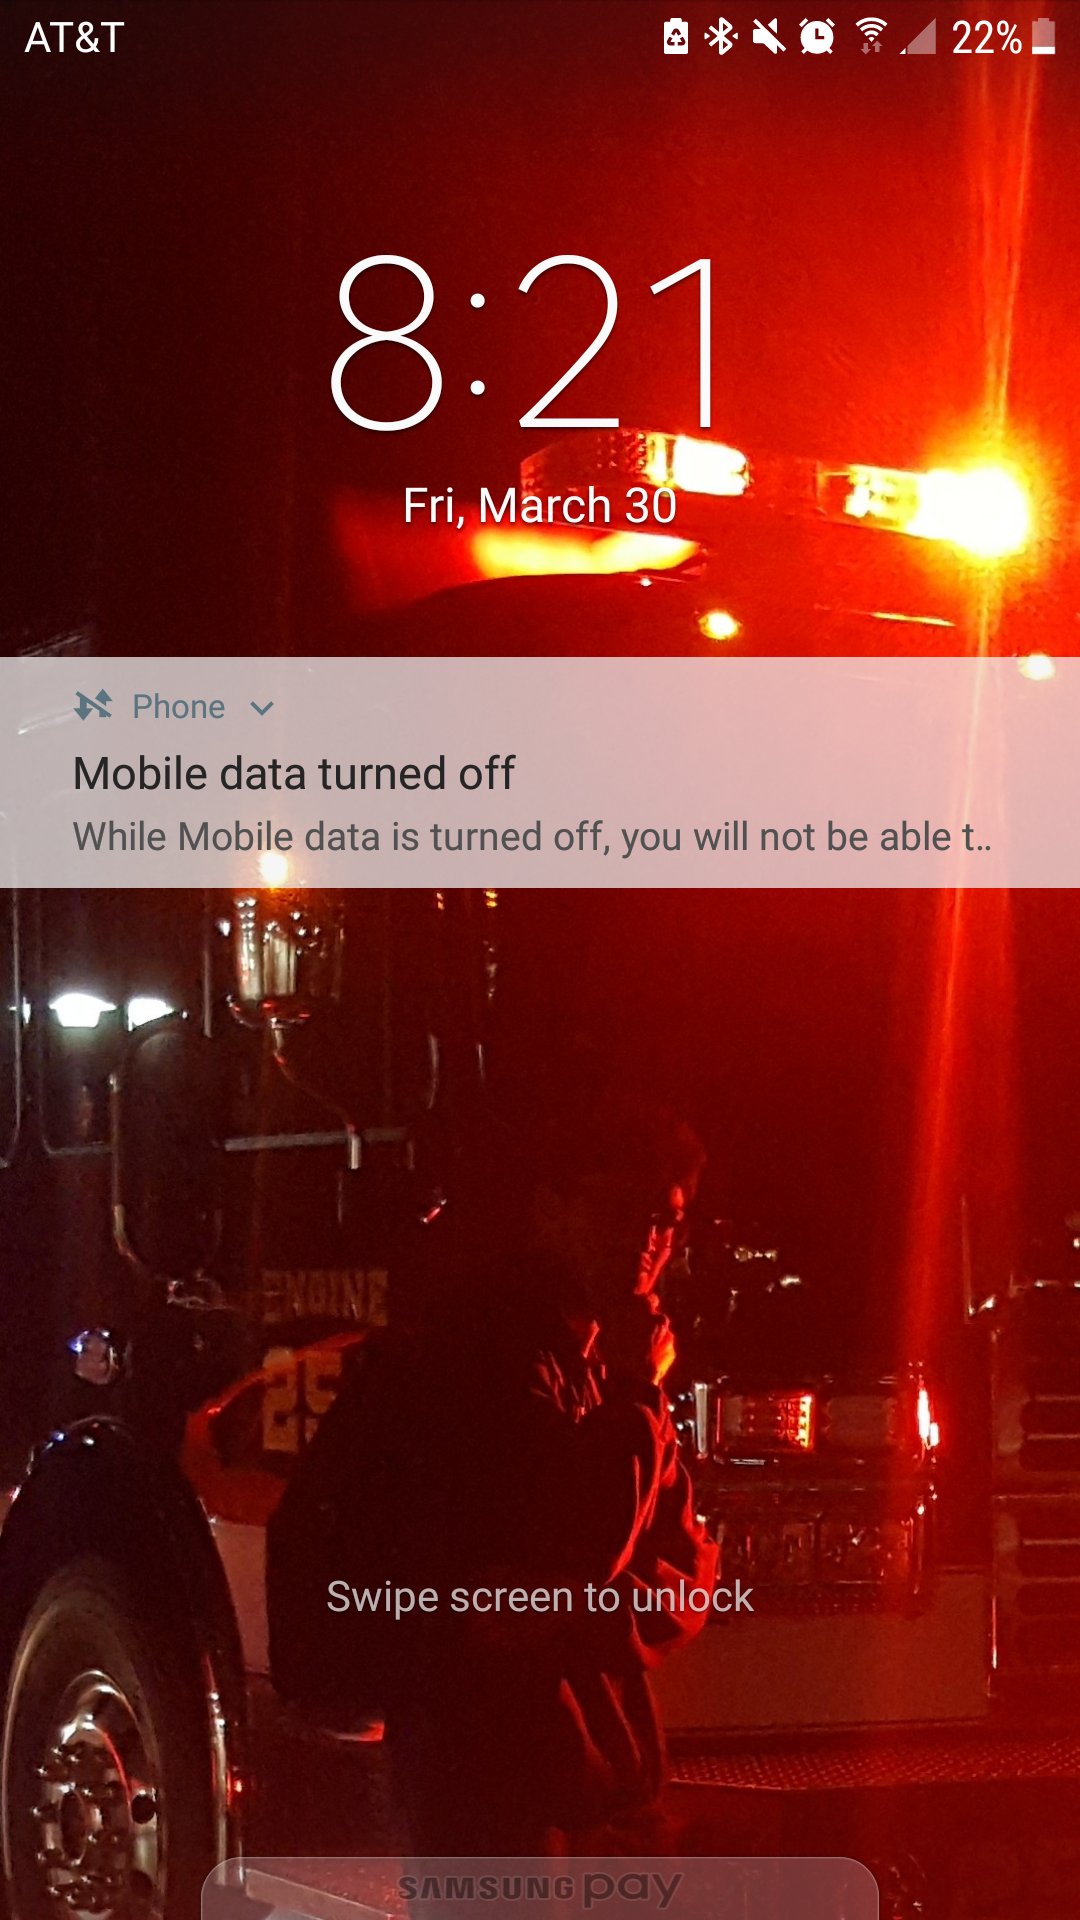 AT&T 22%
8:21
Fri, March 30
Phone
Mobile data turned off
While Mobile data is turned off, you will not be able t..
ENGINE
25
Swipe screen to unlock
SAMSUNG pay